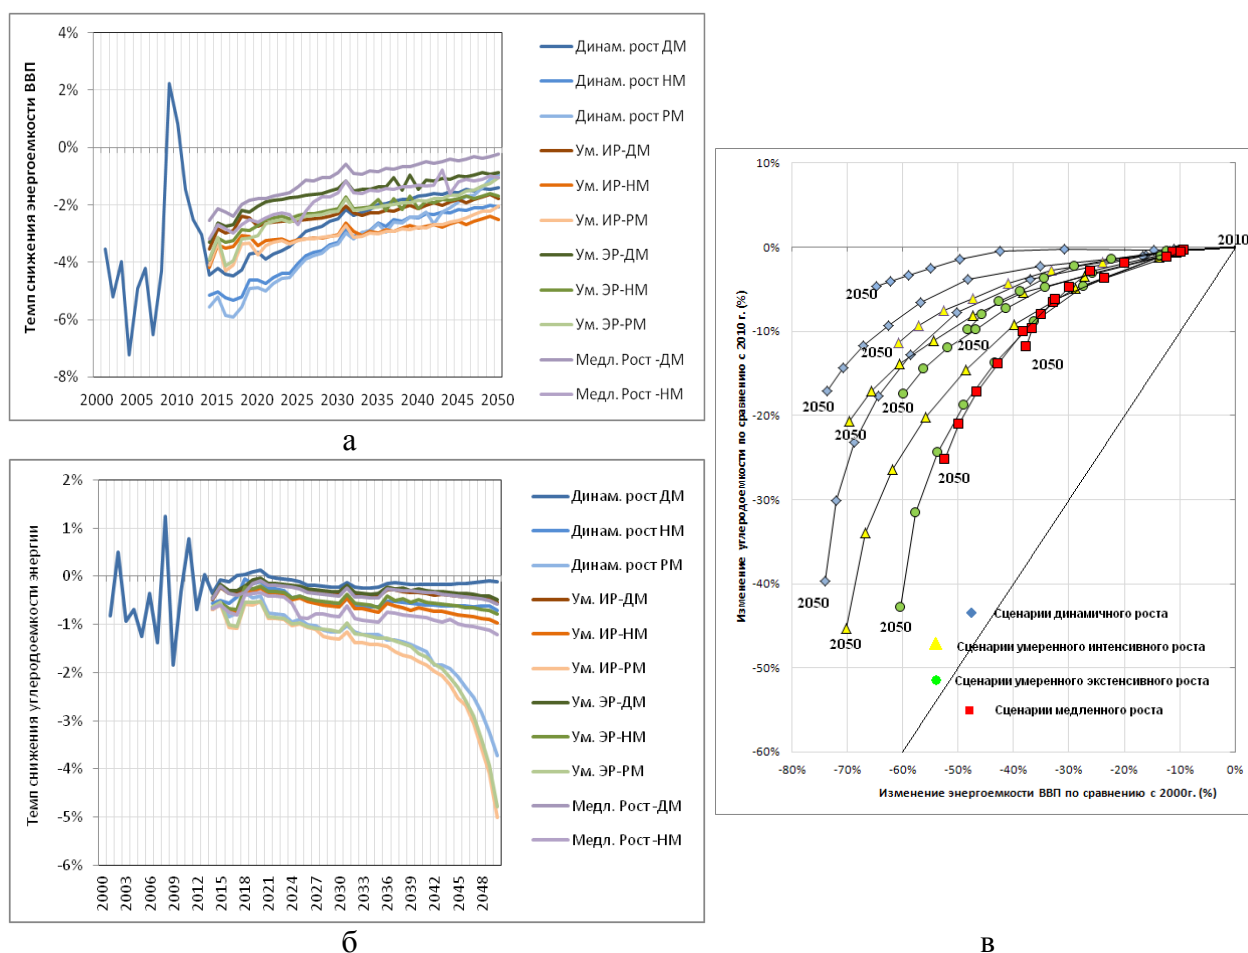 Темп снижения энергоемкости ВВП
4%
2%
0%
-2%
-4%
-6%
-8%
2000 2005 2010 2015 2020 2025 2030 2035 2040 2045 2050
Динам. рост ДМ
Динам. рост НМ
Динам. рост РМ
Ум. ИР-ДМ
Ум. ИР-НМ
Ум. ИР-РМ
Ум. ЭР-ДМ
Ум. ЭР-НМ
Ум. ЭР-РМ
Медл. Рост -ДМ
Медл. Рост -НМ
а
Темп снижения углеродоемкости энергии
2%
1%
0%
-1%
-2%
-3%
-4%
-5%
-6%
2000 2003 2006 2009 2012 2015 2018 2021 2024 2027 2030 2033 2036 2039 2042 2045 2048
Динам. рост ДМ
Динам. рост НМ
Динам. рост РМ
Ум. ИР-ДМ
Ум. ИР-НМ
Ум. ИР-РМ
Ум. ЭР-ДМ
Ум. ЭР-НМ
Ум. ЭР-РМ
Медл. Рост -ДМ
Медл. Рост -НМ
б
Изменение углеродоемкости по сравнению с 2010 г. (%)
10%
0%
-10%
-20%
-30%
-40%
-50%
-60%
2010
2050
2050
2050
2050
2050
2050
2050
2050
2050
2050
2050
Сценарии динамичного роста
Сценарии умеренного интенсивного роста
Сценарии умеренного экстенсивного роста
Сценарии медленного роста
-80% -70% -60% -50% -40% -30% -20% -10% 0%
Изменение энергоемкости ВВП по сравнению с 2000г. (%)
в